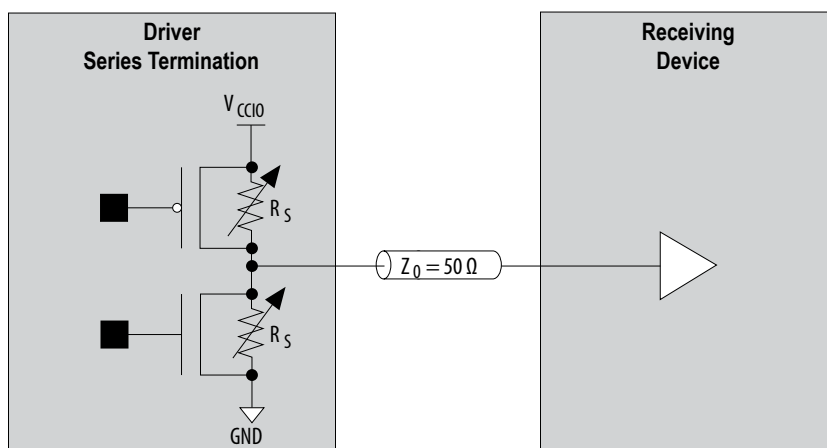 Driver
Series Termination
Receiving
Device
V CCIO
R S
Z 0 = 50 Ω
R S
GND